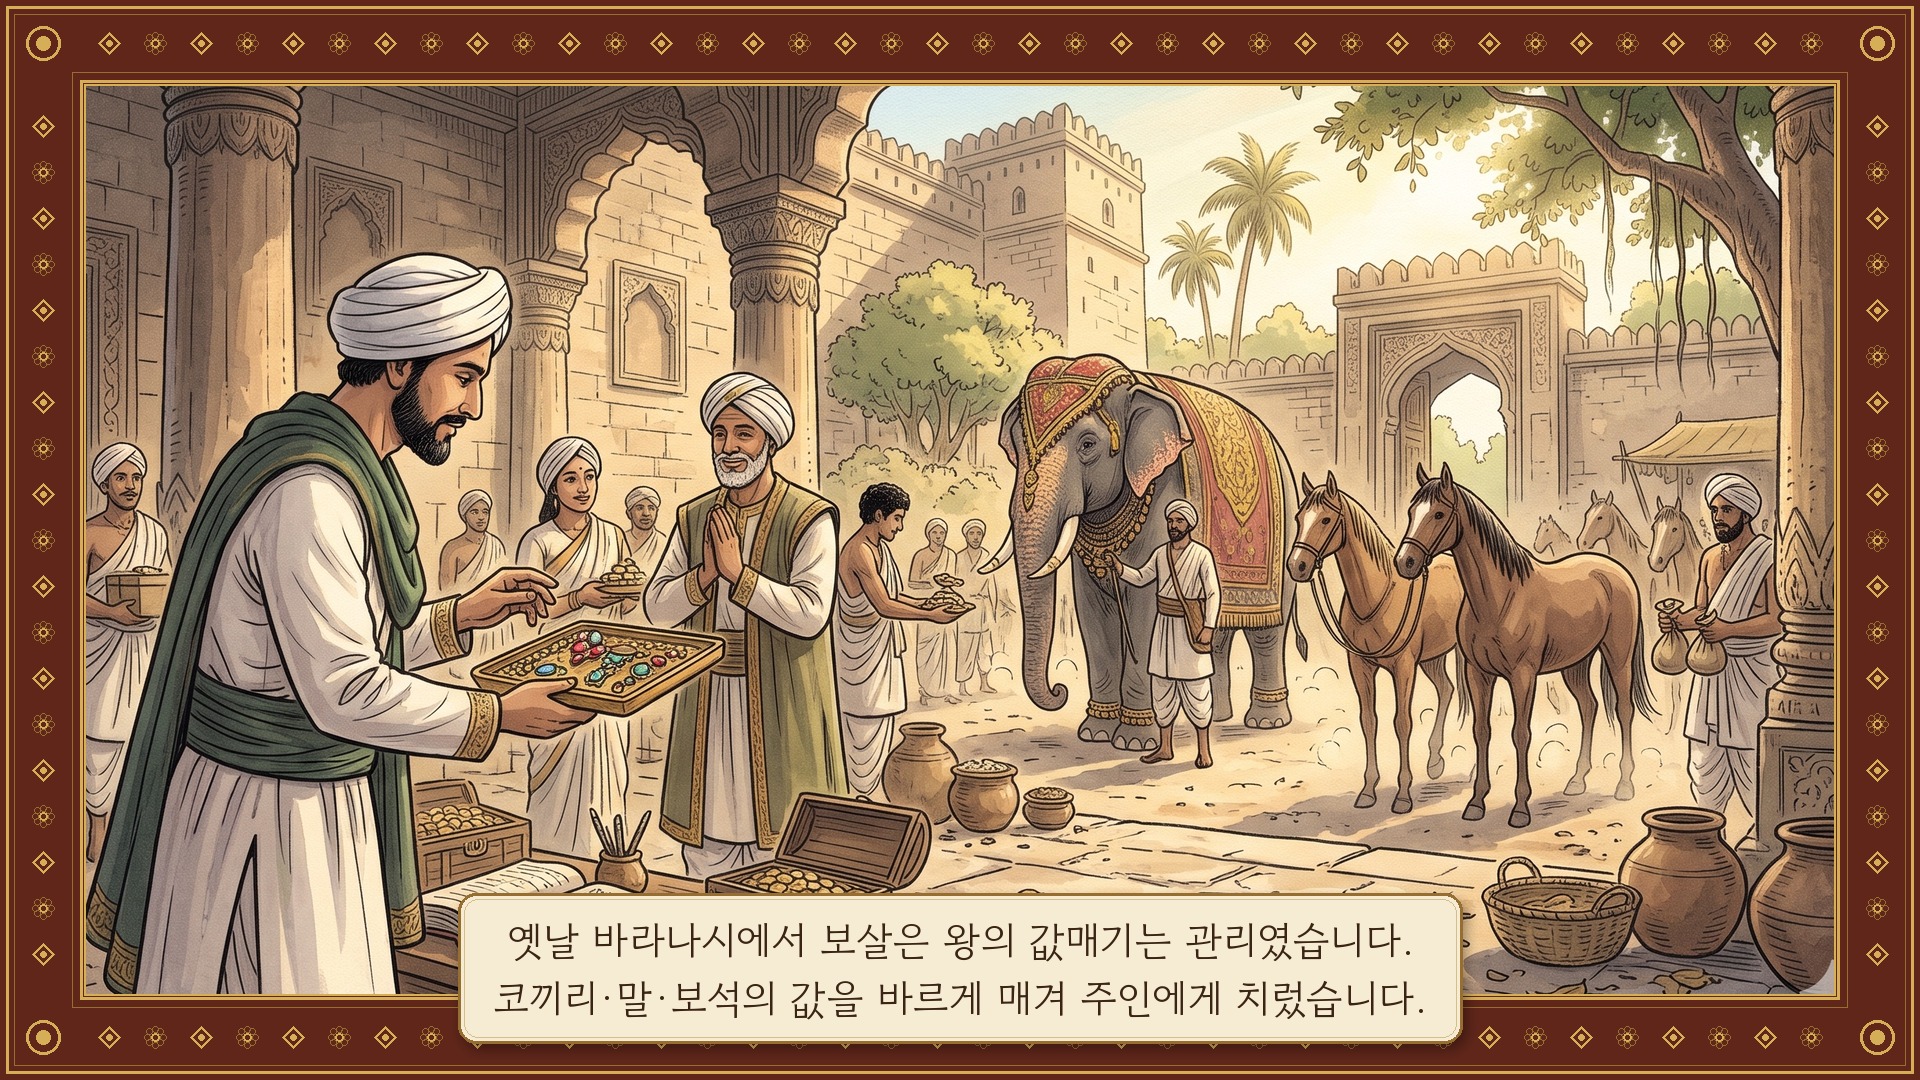 옛날 바라나시에서 보살은 왕의 값매기는 관리였습니다.
코끼리·말·보석의 값을 바르게 매겨 주인에게 치렀습니다.